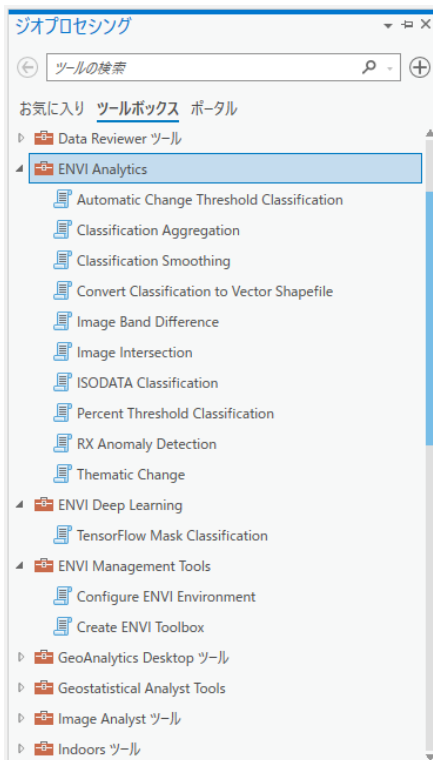 ジオプロセシング
ツールの検索
お気に入り ツールボックス ポータル
Data Reviewer ツール
ENVI Analytics
Automatic Change Threshold Classification
Classification Aggregation
Classification Smoothing
Convert Classification to Vector Shapefile
Image Band Difference
Image Intersection
ISODATA Classification
Percent Threshold Classification
RX Anomaly Detection
Thematic Change
ENVI Deep Learning
TensorFlow Mask Classification
ENVI Management Tools
Configure ENVI Environment
Create ENVI Toolbox
GeoAnalytics Desktop ツール
Geostatistical Analyst Tools
Image Analyst ツール
Indoors ツール